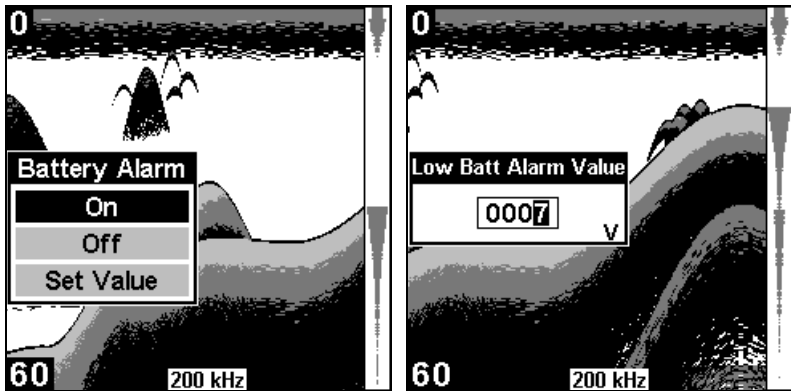 0
Battery Alarm
On
Off
Set Value
60
200 kHz
0
Low Batt Alarm Value
0007
V
60
200 kHz